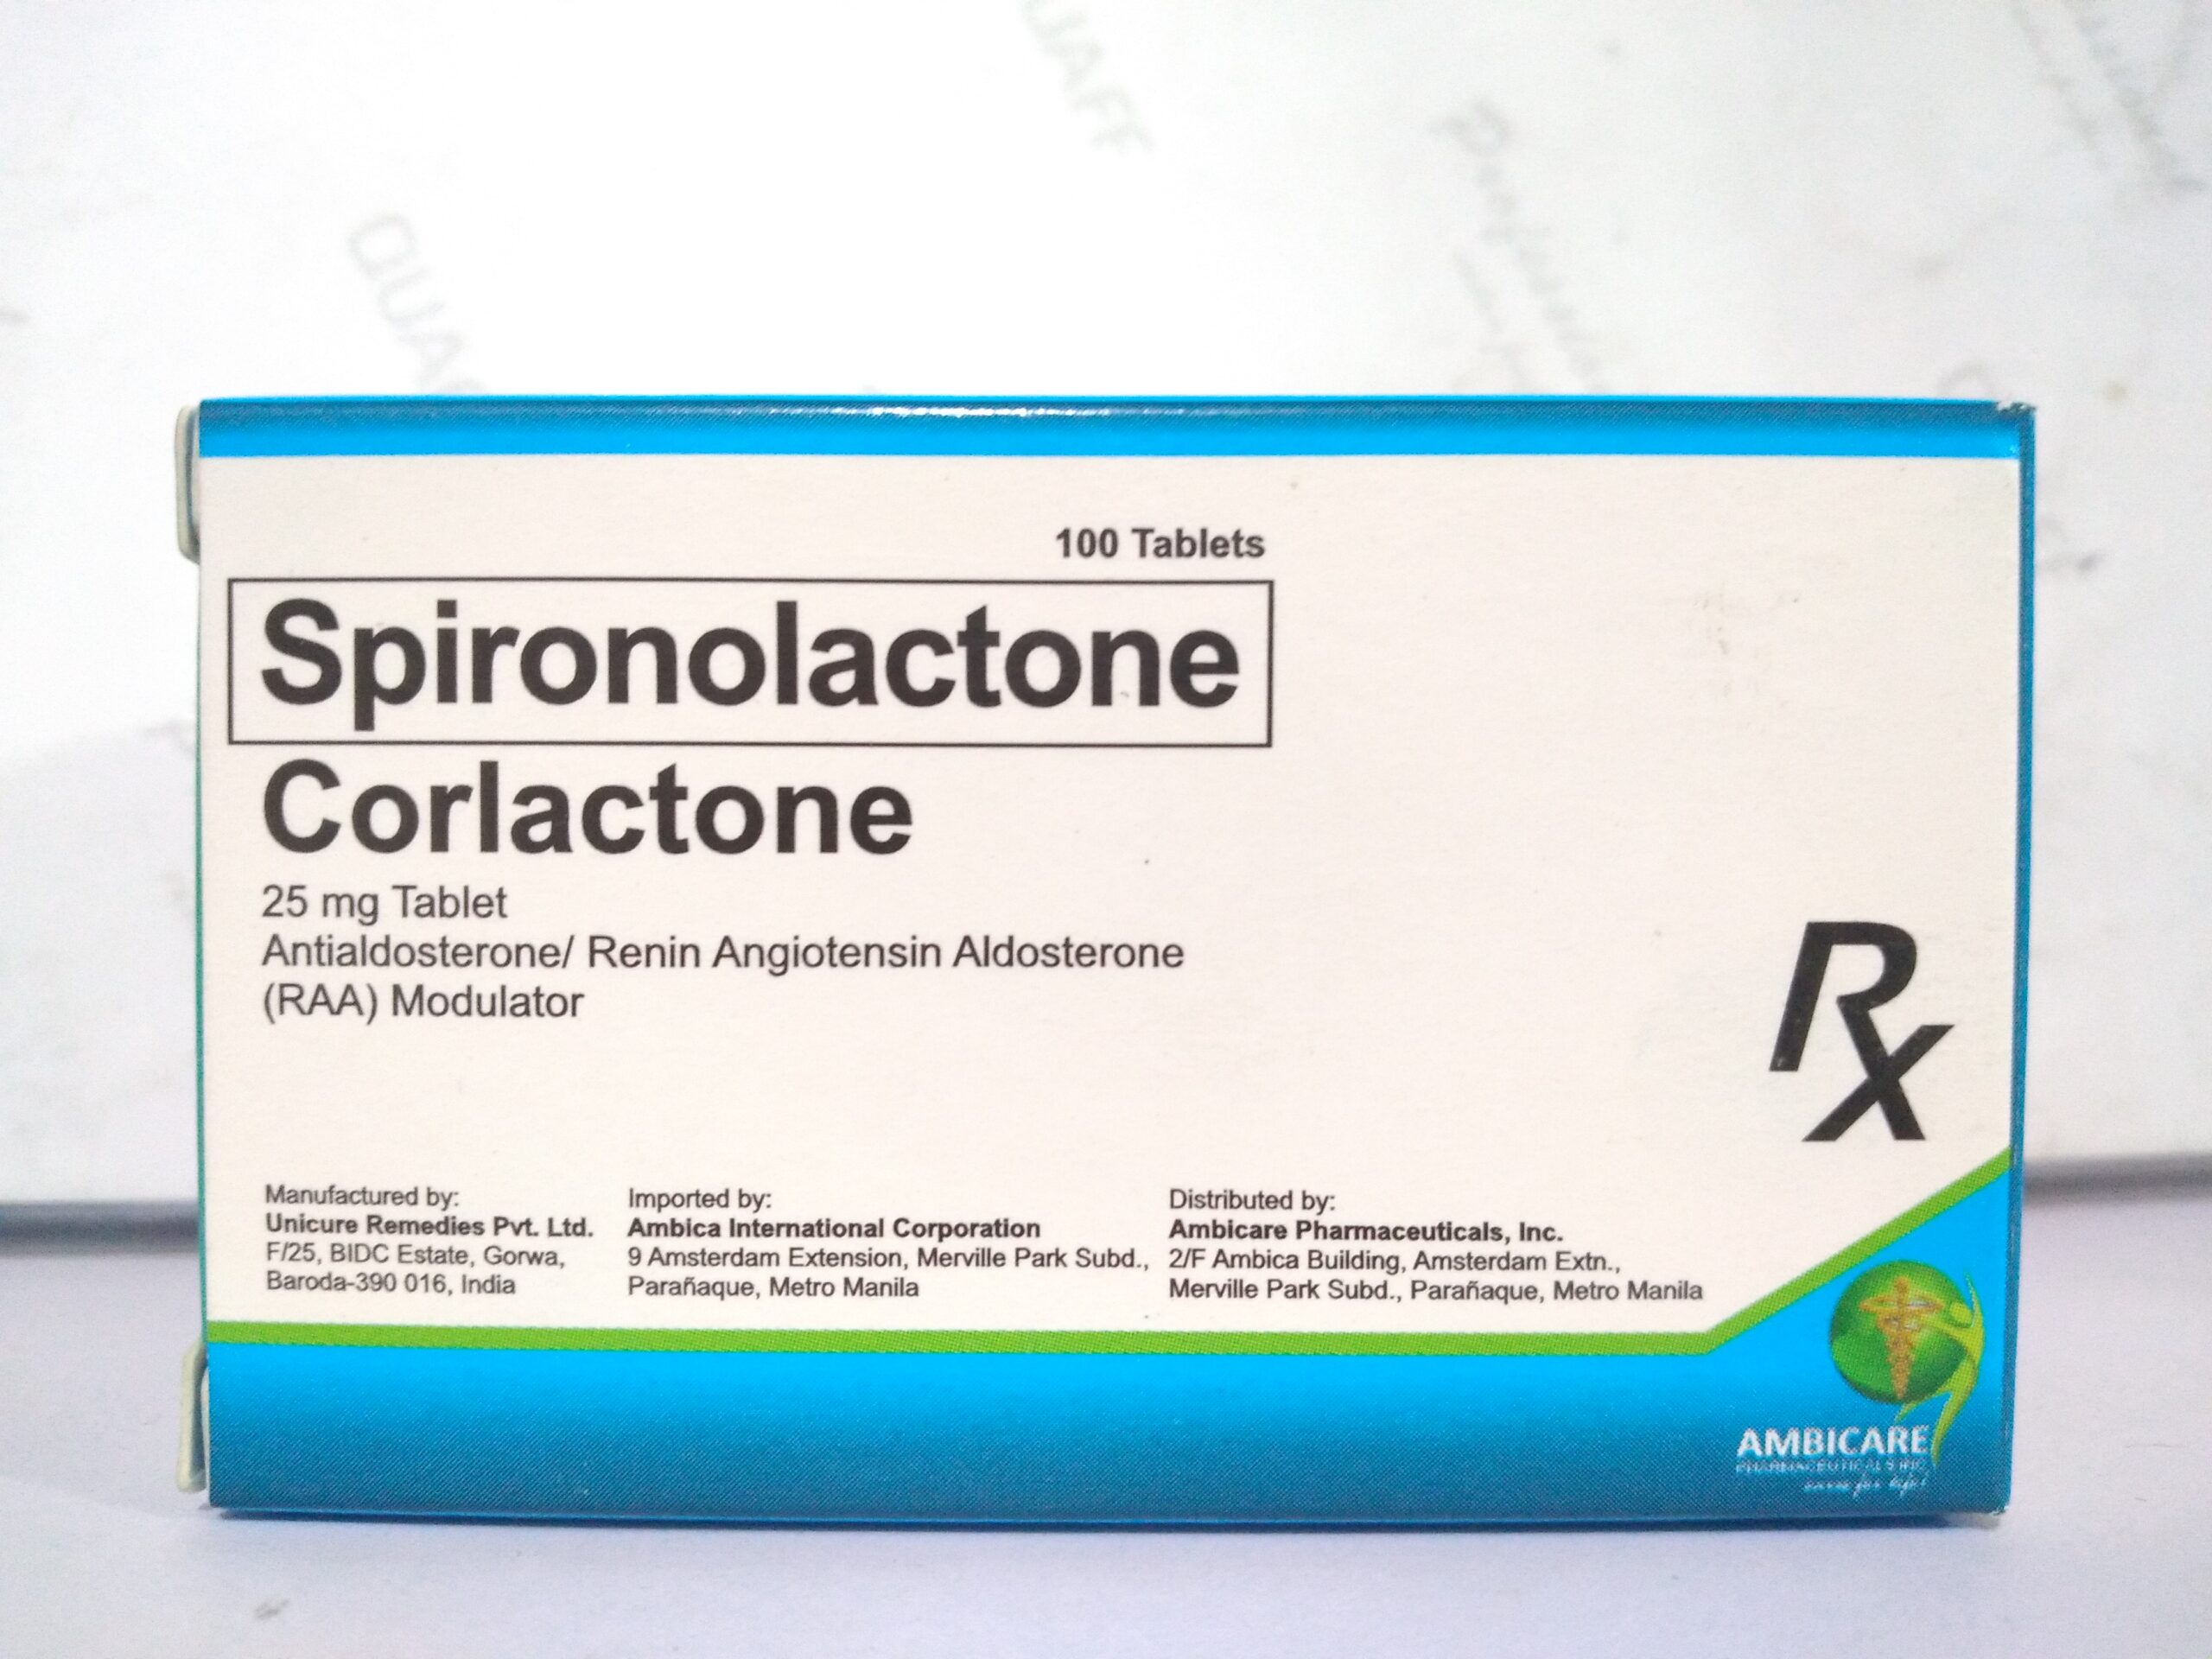 QUAFF
100 Tablets
Spironolactone
Corlactone
25 mg Tablet
Antialdosterone/ Renin Angiotensin Aldosterone
(RAA) Modulator
Rx
Manufactured by:
Unicure Remedies Pvt. Ltd.
F/25, BIDC Estate, Gorwa,
Baroda-390 016, India
Imported by:
Ambica International Corporation
9 Amsterdam Extension, Merville Park Subd.,
Parañaque, Metro Manila
Distributed by:
Ambicare Pharmaceuticals, Inc.
2/F Ambica Building, Amsterdam Extn.,
Merville Park Subd., Parañaque, Metro Manila
AMBICARE
PHARMACEUTICALS INC